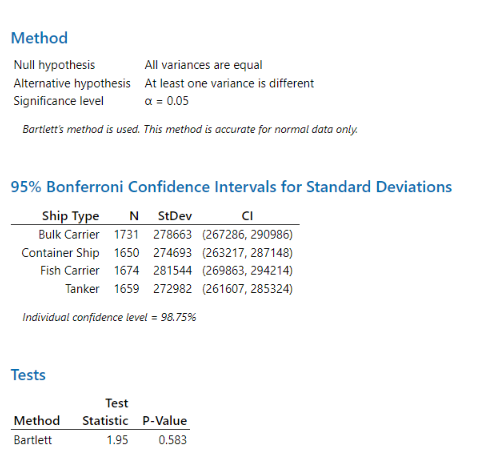 Method
Null hypothesis All variances are equal
Alternative hypothesis At least one variance is different
Significance level α = 0.05
Bartlett's method is used. This method is accurate for normal data only.
95% Bonferroni Confidence Intervals for Standard Deviations
Ship Type N StDev CI
Bulk Carrier 1731 278663 (267286, 290986)
Container Ship 1650 274693 (263217, 287148)
Fish Carrier 1674 281544 (269863, 294214)
Tanker 1659 272982 (261607, 285324)
Individual confidence level = 98.75%
Tests
Test
Method Statistic P-Value
Bartlett 1.95 0.583